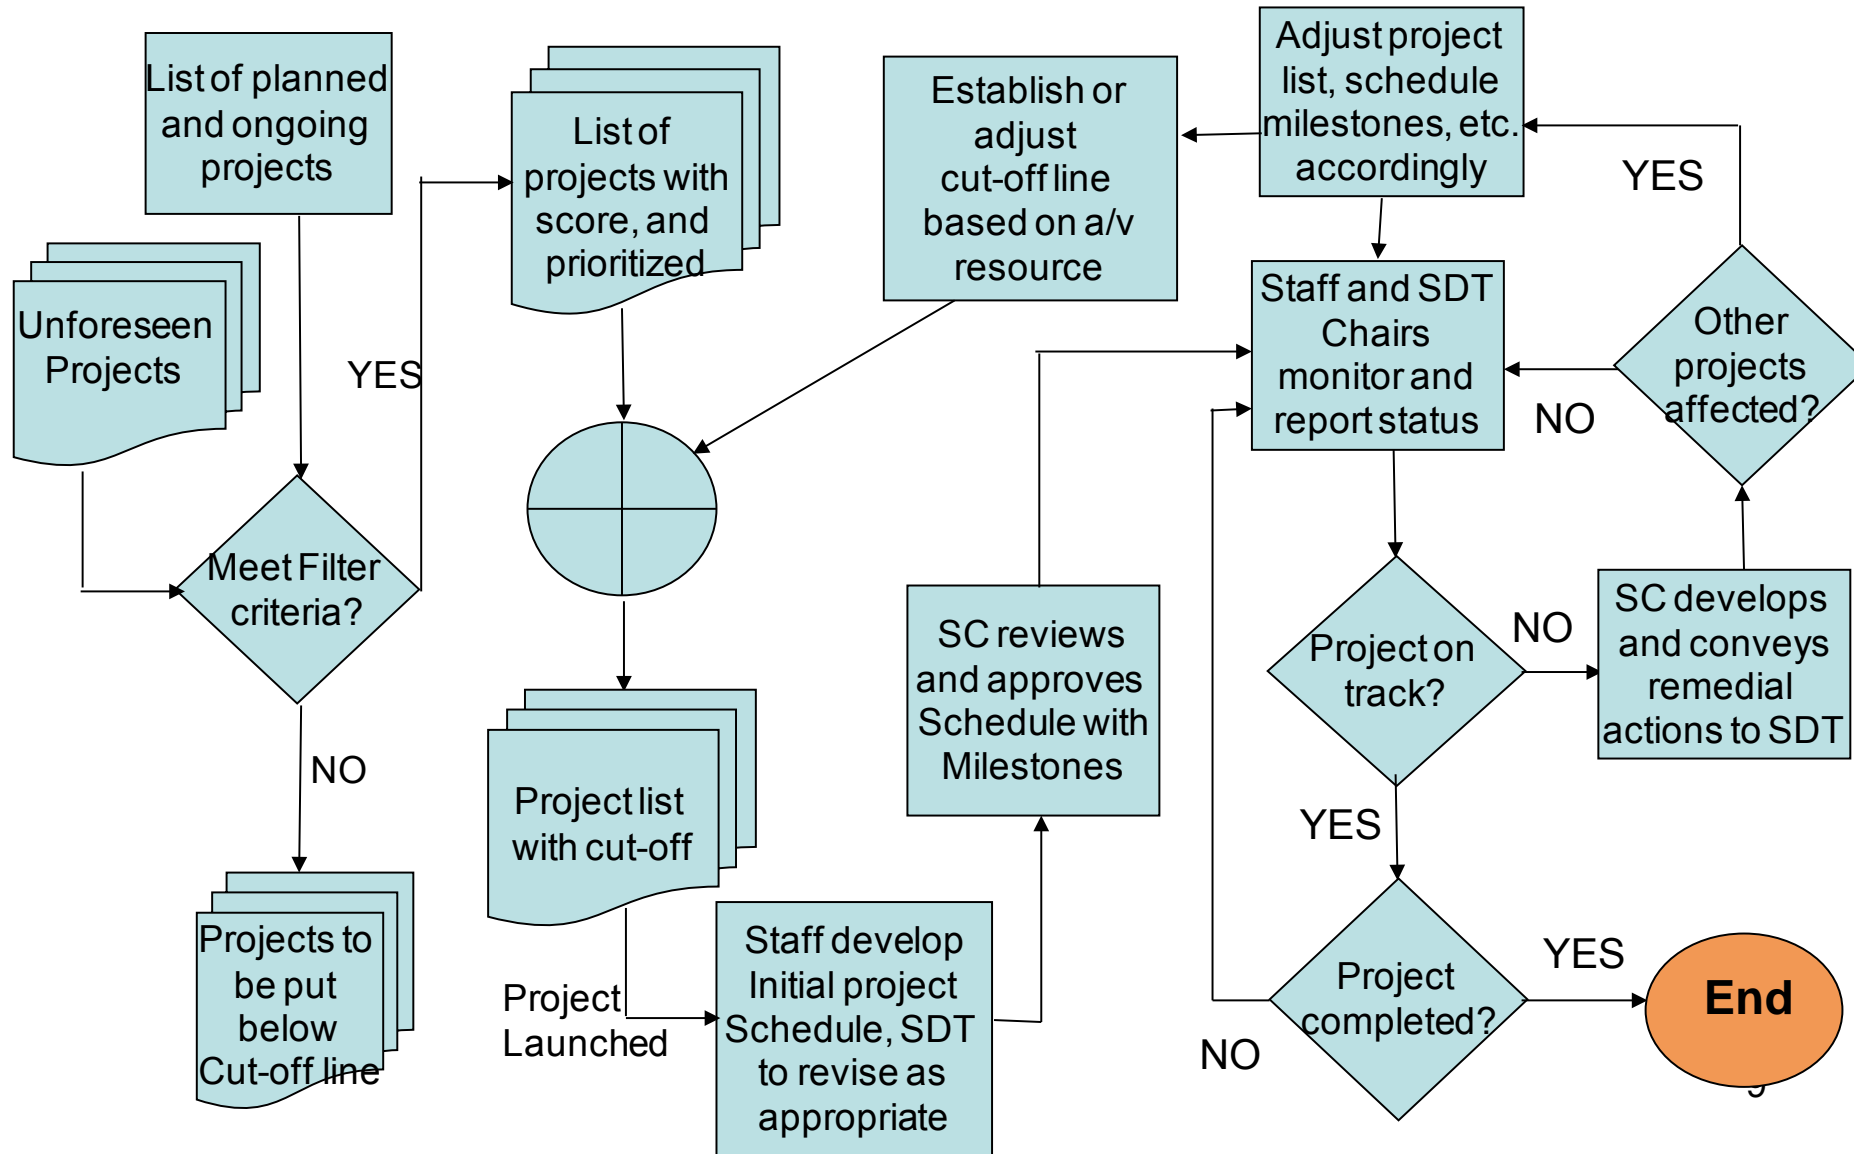 List of planned
and ongoing
projects
Unforeseen
Projects
Meet Filter
criteria?
YES
NO
Projects to
be put
below
Cut-off line
List of
projects with
score, and
prioritized
Project list
with cut-off
Project
Launched
Staff develop
Initial project
Schedule, SDT
to revise as
appropriate
SC reviews
and approves
Schedule with
Milestones
Establish or
adjust
cut-off line
based on a/v
resource
Adjust project
list, schedule
milestones, etc.
accordingly
Staff and SDT
Chairs
monitor and
report status
Project on
track?
NO
YES
SC develops
and conveys
remedial
actions to SDT
Other
projects
affected?
YES
NO
Project
completed?
NO
YES
End